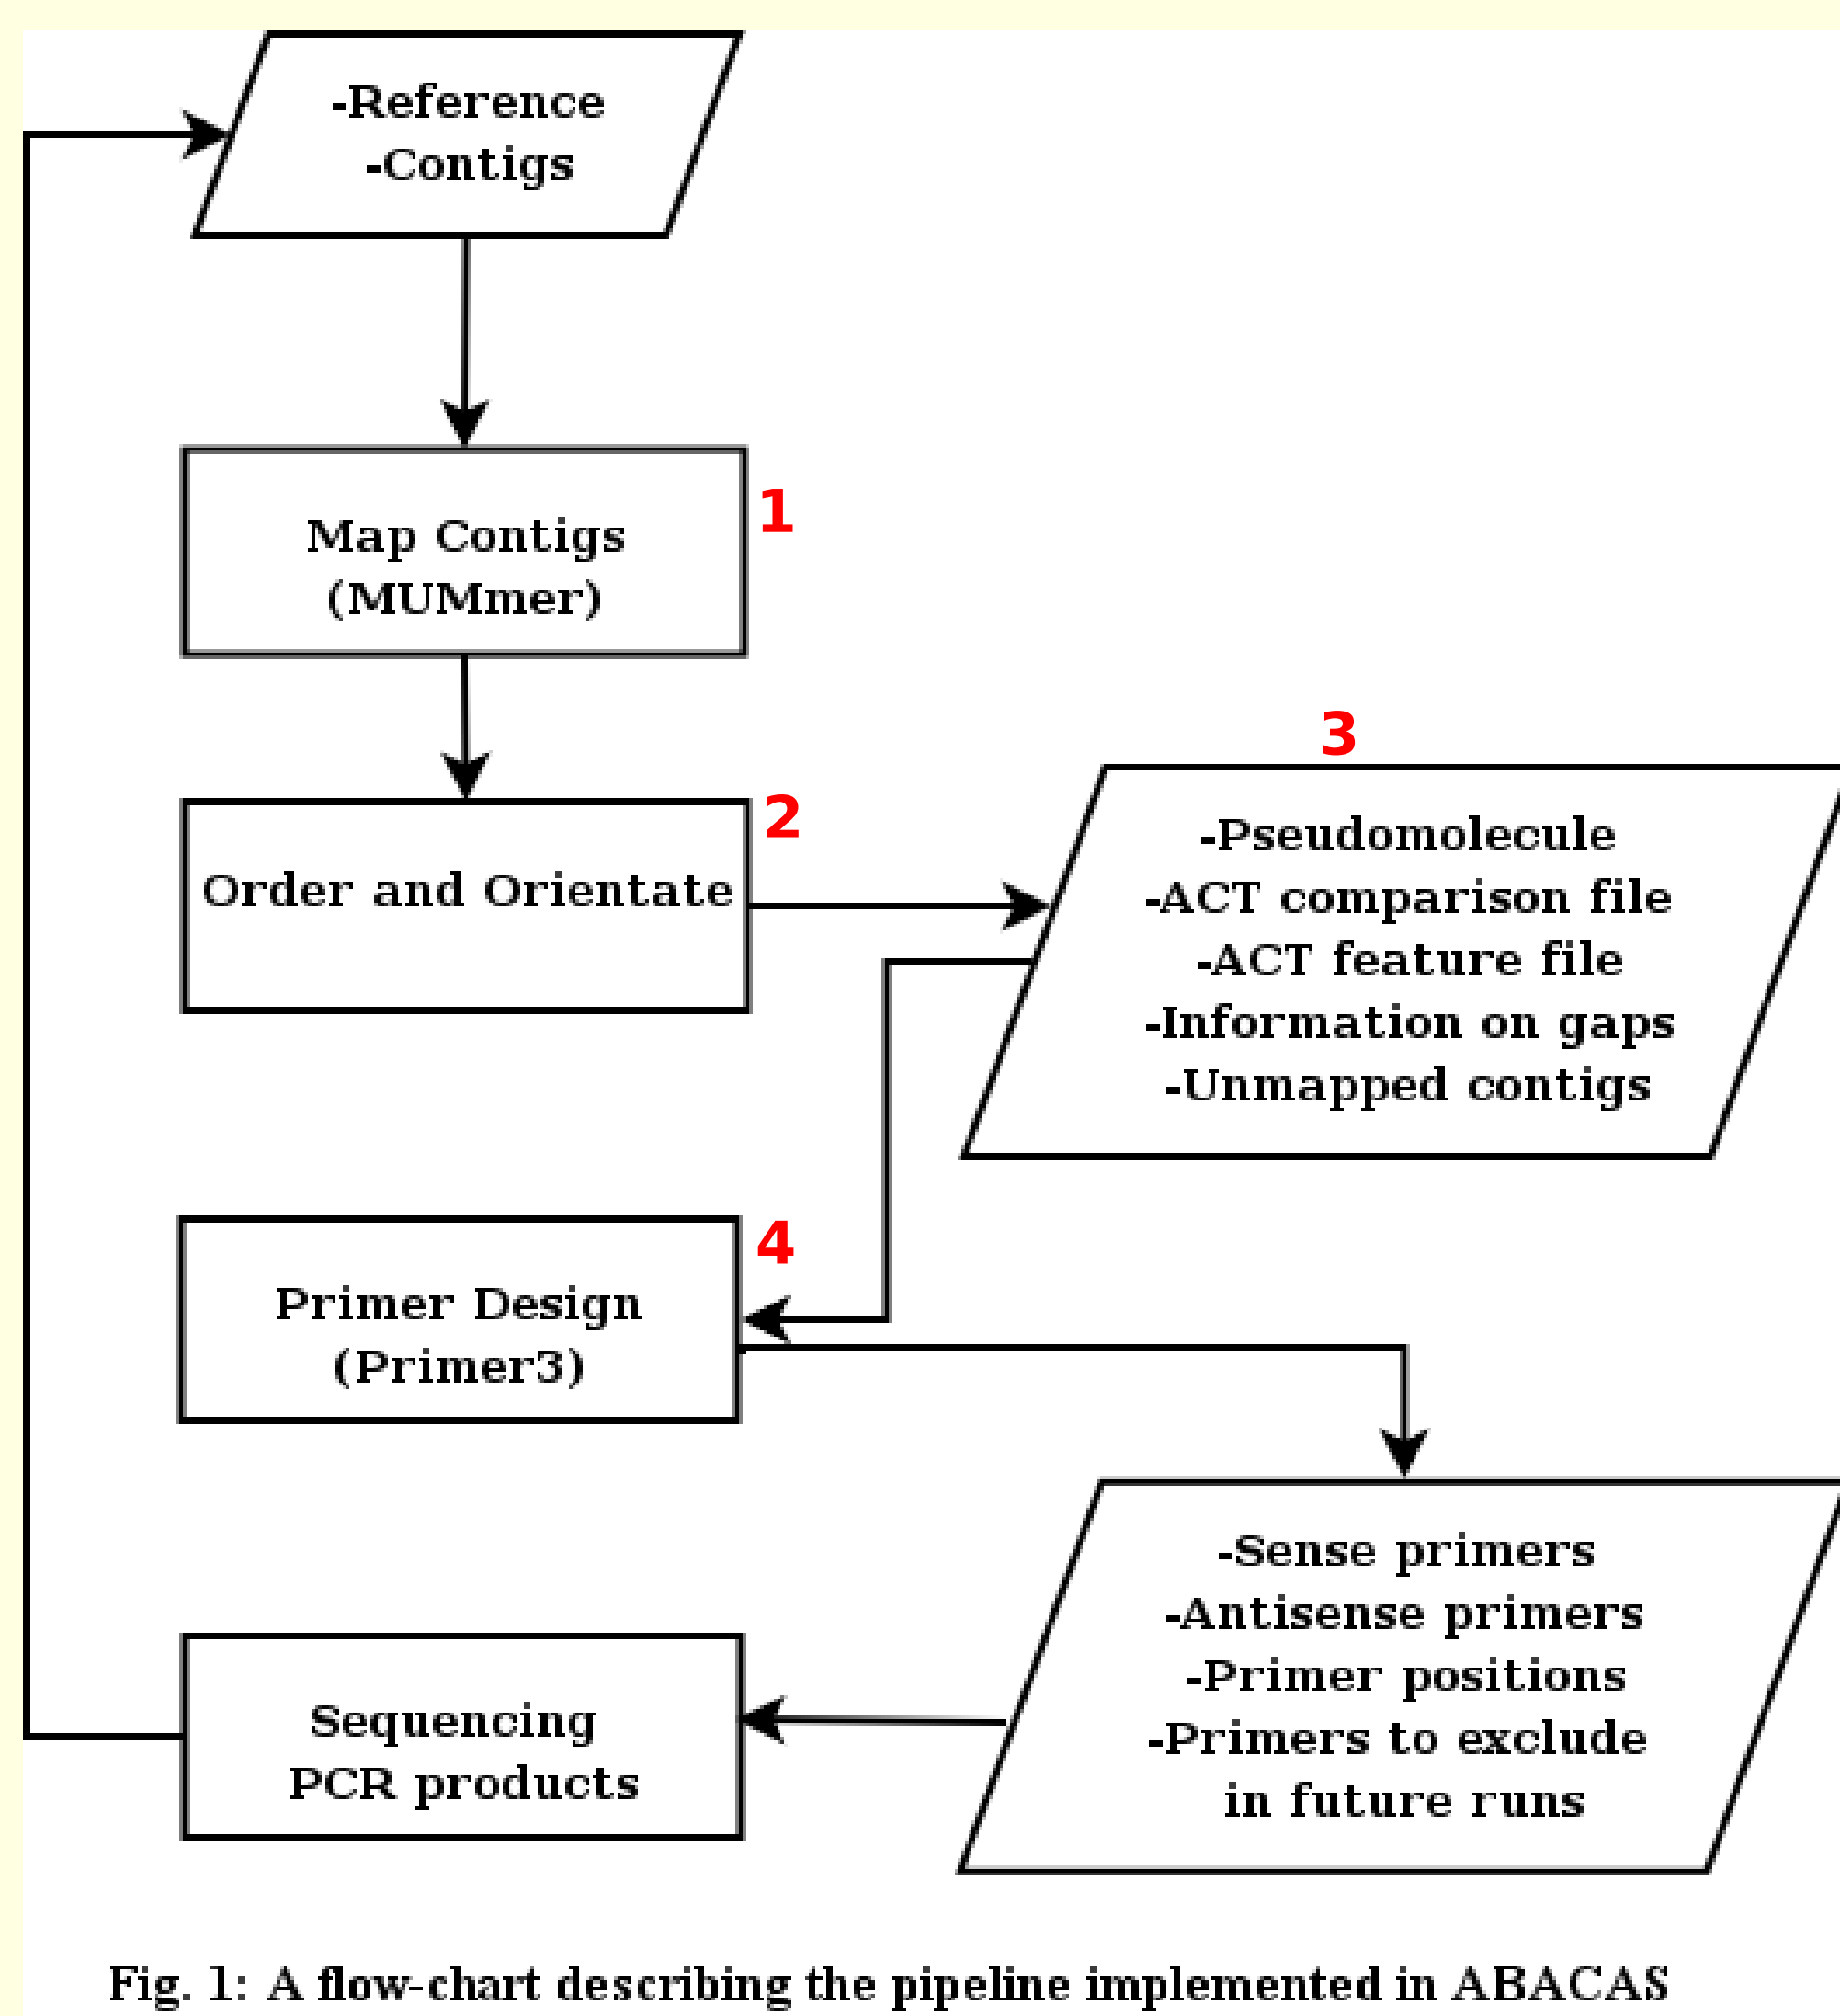 -Reference
-Contigs
Map Contigs
(MUMmer)
1
Order and Orientate
2
3
-Pseudomolecule
-ACT comparison file
-ACT feature file
-Information on gaps
-Unmapped contigs
Primer Design
(Primer3)
4
-Sense primers
-Antisense primers
-Primer positions
-Primers to exclude
in future runs
Sequencing
PCR products
Fig. 1: A flow-chart describing the pipeline implemented in ABACAS